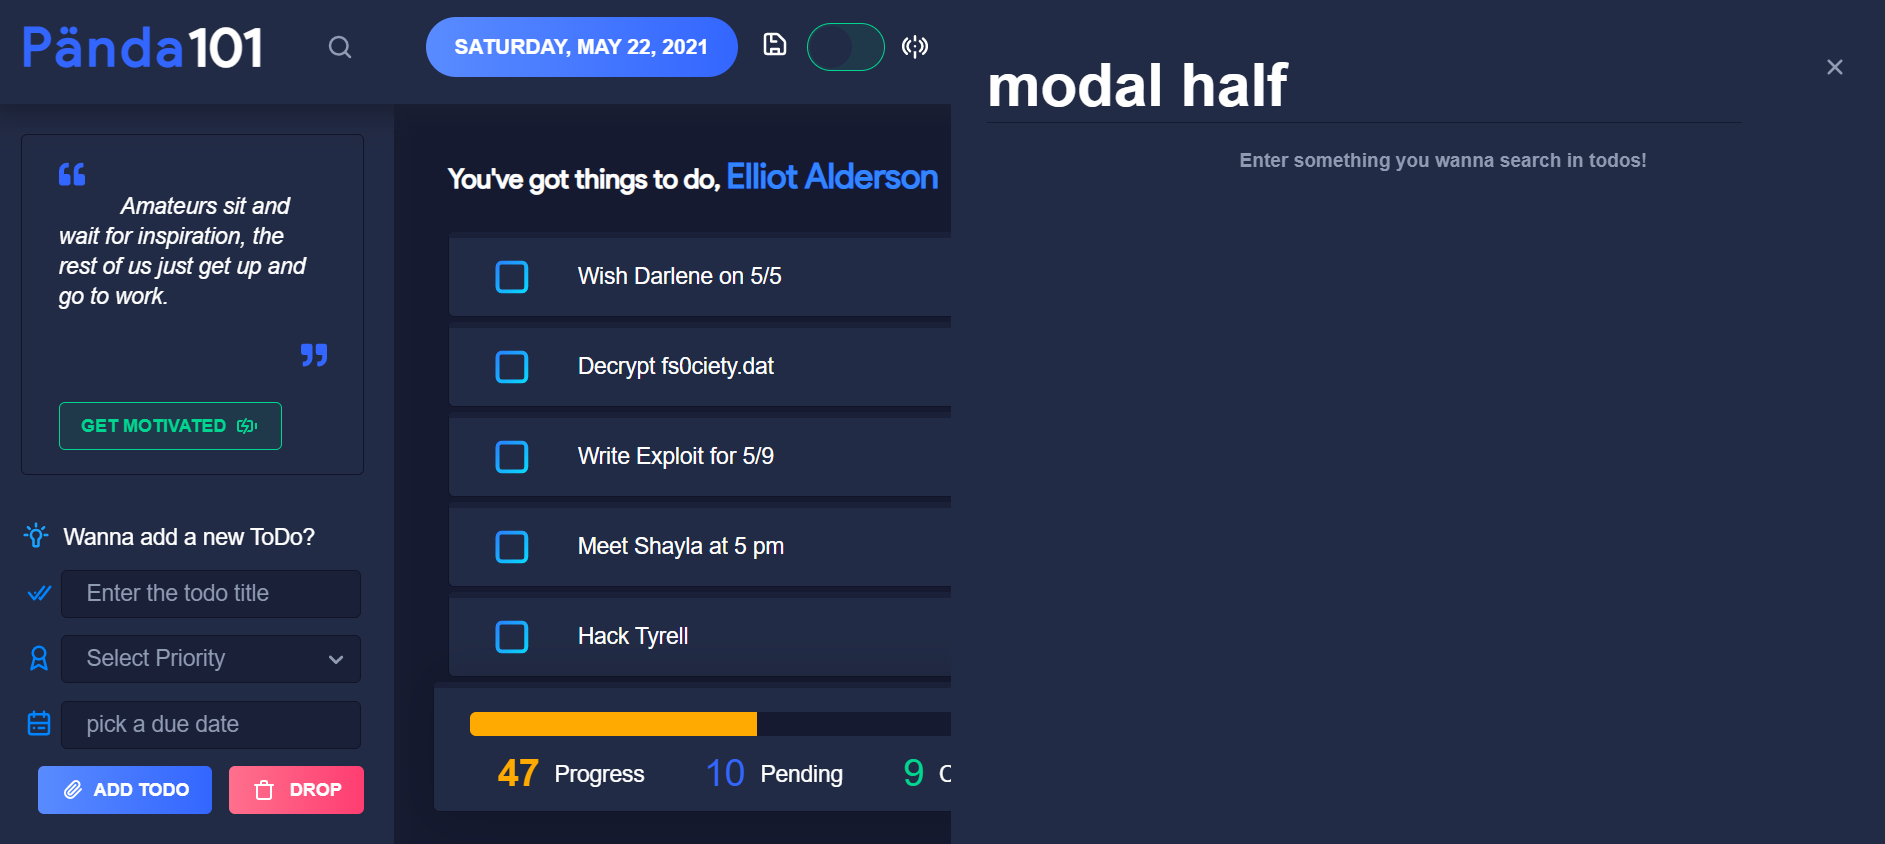 Pända101
SATURDAY, MAY 22, 2021
“
Amateurs sit and
wait for inspiration, the
rest of us just get up and
go to work.
”
GET MOTIVATED
Wanna add a new ToDo?
Enter the todo title
Select Priority
pick a due date
ADD TODO
DROP
You've got things to do, Elliot Alderson
Wish Darlene on 5/5
Decrypt fs0ciety.dat
Write Exploit for 5/9
Meet Shayla at 5 pm
Hack Tyrell
47 Progress 10 Pending 9 C
modal half
Enter something you wanna search in todos!